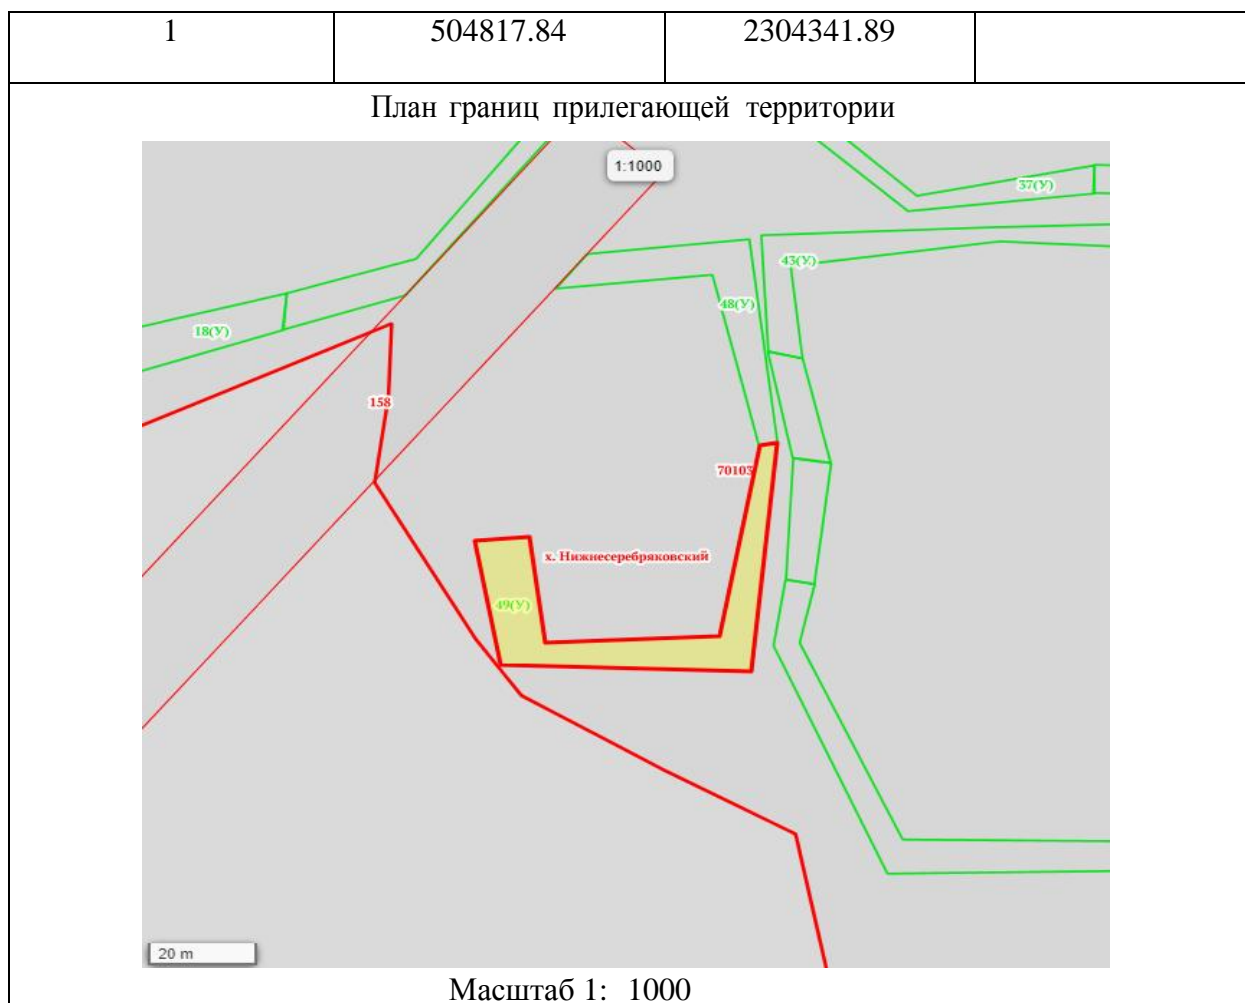 1 504817.84 2304341.89
План границ прилегающей территории
1:1000
37(У)
43(У)
48(У)
18(У)
158
70103
х. Нижнесеребряковский
49(У)
20 m
Масштаб 1: 1000